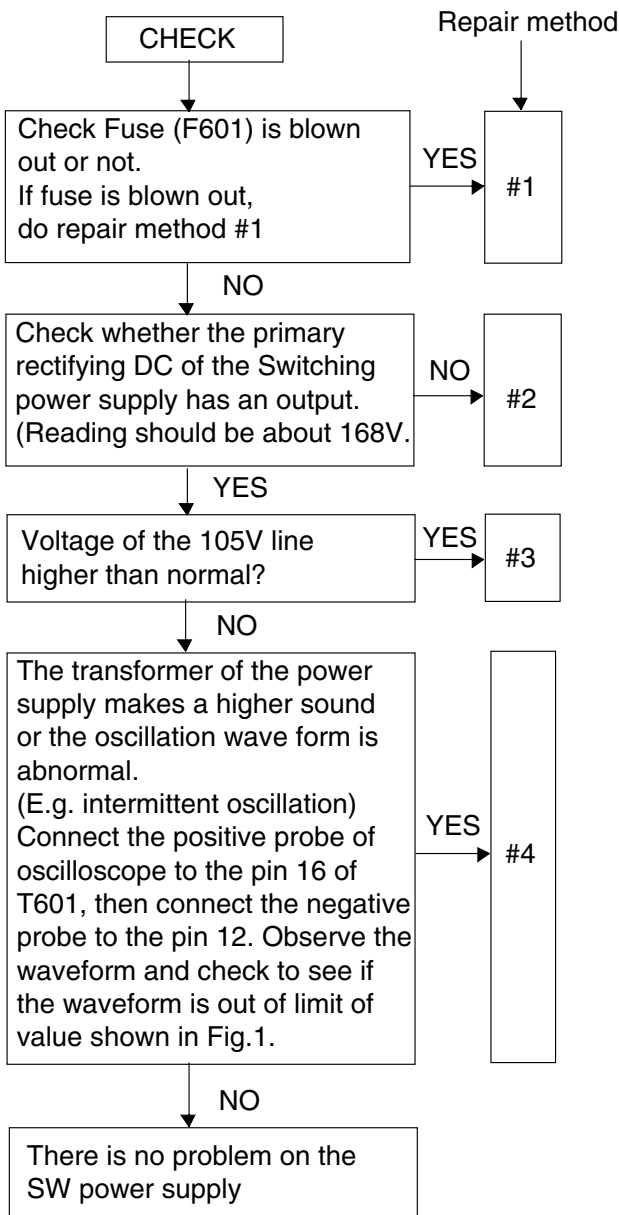 Repair method
CHECK
Check Fuse (F601) is blown
out or not.
If fuse is blown out,
do repair method #1
YES
#1
NO
Check whether the primary
rectifying DC of the Switching
power supply has an output.
(Reading should be about 168V.
NO
#2
YES
Voltage of the 105V line
higher than normal?
YES
#3
NO
The transformer of the power
supply makes a higher sound
or the oscillation wave form is
abnormal.
(E.g. intermittent oscillation)
Connect the positive probe of
oscilloscope to the pin 16 of
T601, then connect the negative
probe to the pin 12. Observe the
waveform and check to see if
the waveform is out of limit of
value shown in Fig.1.
YES
#4
NO
There is no problem on the
SW power supply